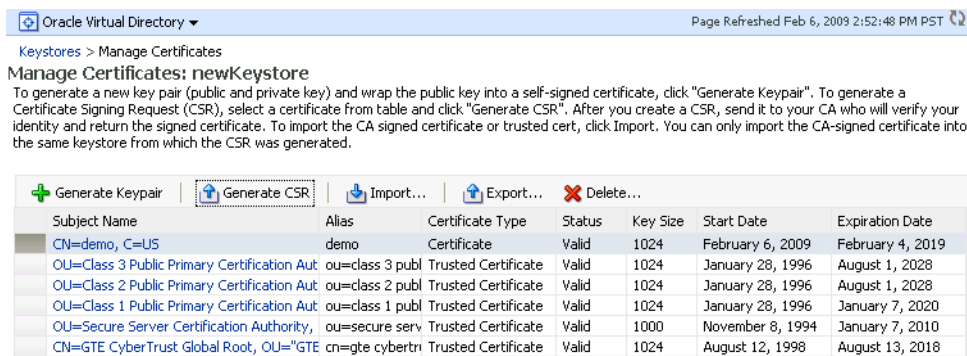 Oracle Virtual Directory
Page Refreshed Feb 6, 2009 2:52:48 PM PST
Keystores > Manage Certificates
Manage Certificates: newKeystore
To generate a new key pair (public and private key) and wrap the public key into a self-signed certificate, click "Generate Keypair". To generate a
Certificate Signing Request (CSR), select a certificate from table and click "Generate CSR". After you create a CSR, send it to your CA who will verify your
identity and return the signed certificate. To import the CA signed certificate or trusted cert, click Import. You can only import the CA-signed certificate into
the same keystore from which the CSR was generated.
Generate Keypair Generate CSR Import... Export... Delete...
Subject Name Alias Certificate Type Status Key Size Start Date Expiration Date
CN=demo, C=US demo Certificate Valid 1024 February 6, 2009 February 4, 2019
OU=Class 3 Public Primary Certification Aut ou=class 3 publ Trusted Certificate Valid 1024 January 28, 1996 August 1, 2028
OU=Class 2 Public Primary Certification Aut ou=class 2 publ Trusted Certificate Valid 1024 January 28, 1996 August 1, 2028
OU=Class 1 Public Primary Certification Aut ou=class 1 publ Trusted Certificate Valid 1024 January 28, 1996 January 7, 2020
OU=Secure Server Certification Authority, ou=secure serv Trusted Certificate Valid 1000 November 8, 1994 January 7, 2010
CN=GTE CyberTrust Global Root, OU="GTE cn=gte cybertru Trusted Certificate Valid 1024 August 12, 1998 August 13, 2018